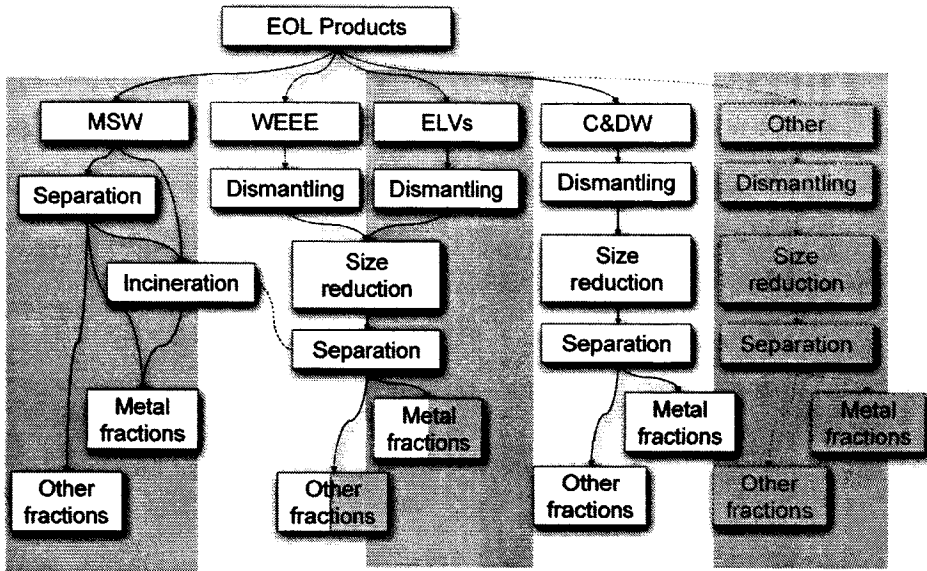 EOL Products
MSW
WEEE
ELVs
C&DW
Other
Separation
Dismantling
Dismantling
Dismantling
Dismantling
Incineration
Size
reduction
Size
reduction
Size
reduction
Separation
Separation
Separation
Metal
fractions
Metal
fractions
Metal
fractions
Metal
fractions
Other
fractions
Other
fractions
Other
fractions
Other
fractions